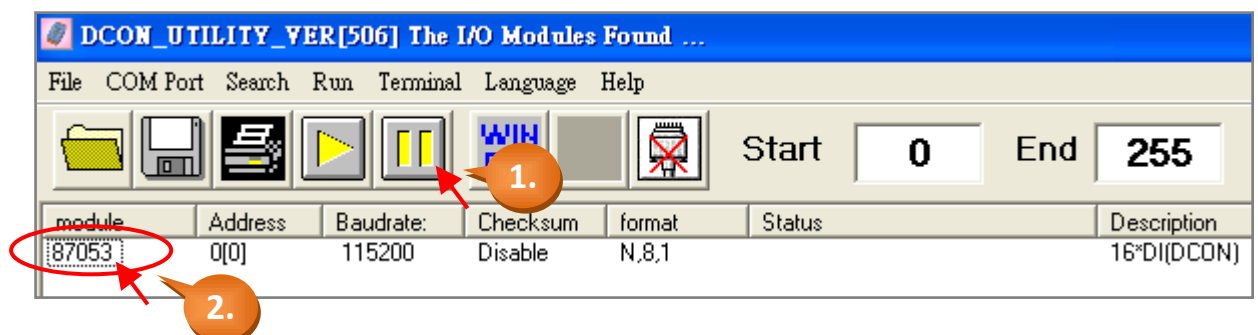 DCON_UTILITY_VER[506] The I/O Modules Found ...
File COM Port Search Run Terminal Language Help
WIN
Start 0 End 255
1.
module Address Baudrate: Checksum format Status Description
87053 0[0] 115200 Disable N,8,1 16*DI(DCON)
2.